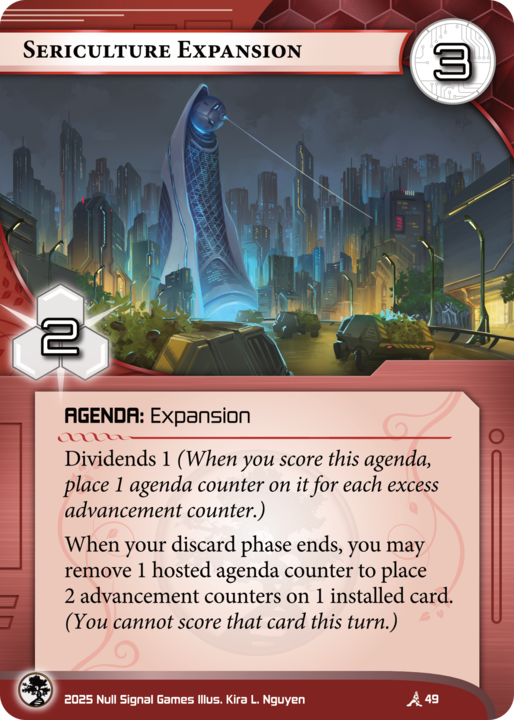 Sericulture Expansion
3
2
AGENDA: Expansion
Dividends 1 (When you score this agenda,
place 1 agenda counter on it for each excess
advancement counter.)
When your discard phase ends, you may
remove 1 hosted agenda counter to place
2 advancement counters on 1 installed card.
(You cannot score that card this turn.)
2025 Null Signal Games Illus. Kira L. Nguyen
49